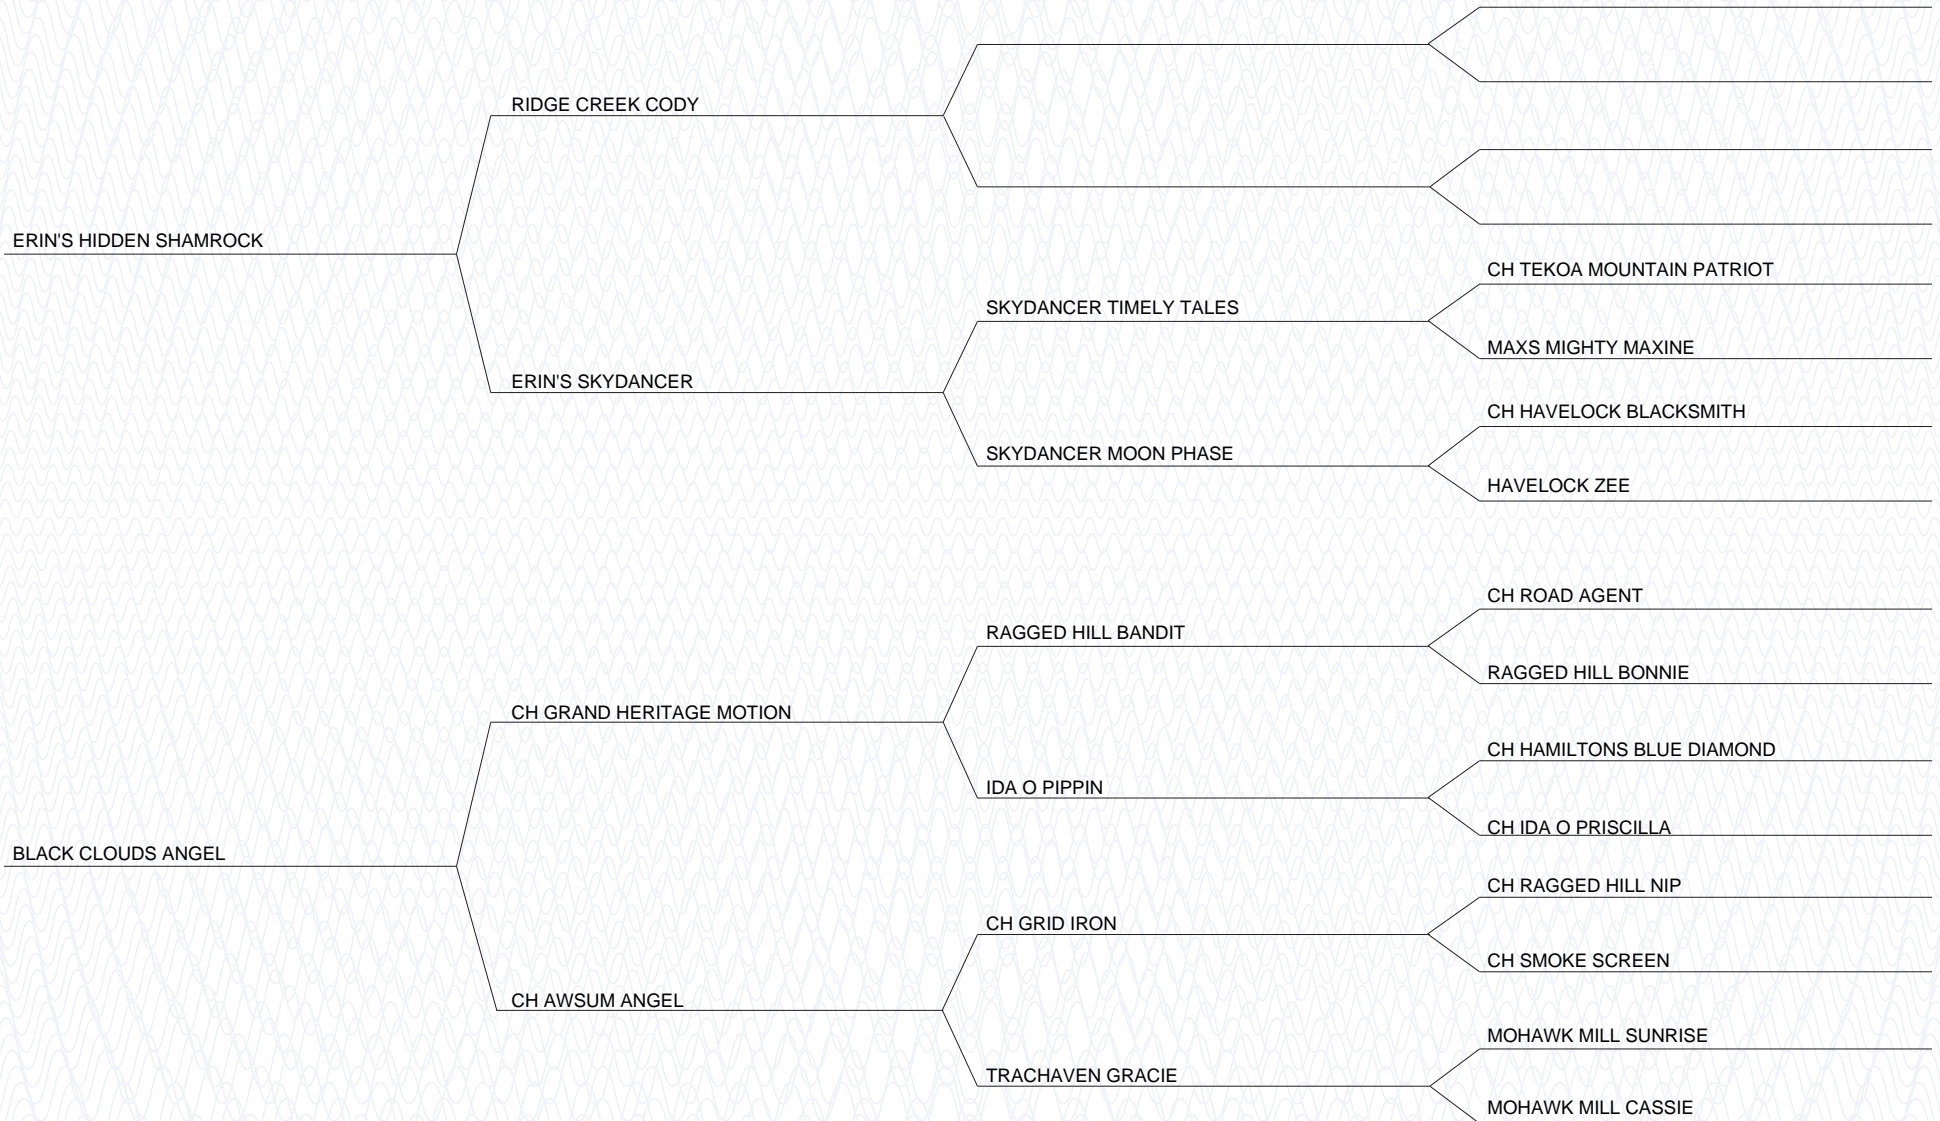 RIDGE CREEK CODY
ERIN'S HIDDEN SHAMROCK
CH TEKOA MOUNTAIN PATRIOT
SKYDANCER TIMELY TALES
MAXS MIGHTY MAXINE
ERIN'S SKYDANCER
CH HAVELOCK BLACKSMITH
SKYDANCER MOON PHASE
HAVELOCK ZEE
CH ROAD AGENT
RAGGED HILL BANDIT
RAGGED HILL BONNIE
CH GRAND HERITAGE MOTION
CH HAMILTONS BLUE DIAMOND
IDA O PIPPIN
CH IDA O PRISCILLA
BLACK CLOUDS ANGEL
CH RAGGED HILL NIP
CH GRID IRON
CH SMOKE SCREEN
CH AWSUM ANGEL
MOHAWK MILL SUNRISE
TRACHAVEN GRACIE
MOHAWK MILL CASSIE